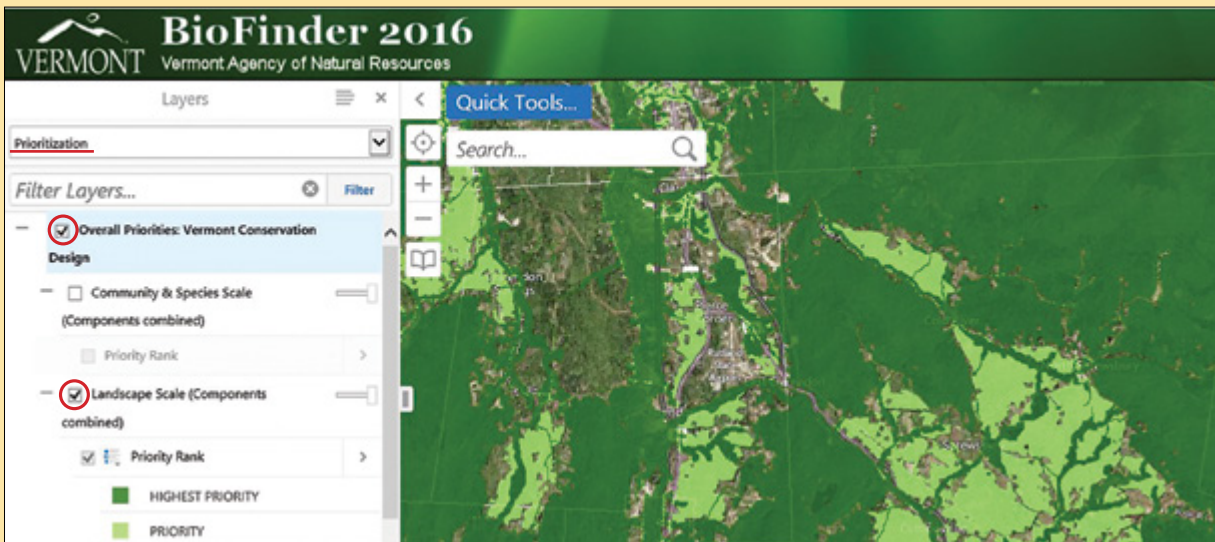 BioFinder 2016
VERMONT
Vermont Agency of Natural Resources
Layers
Quick Tools...
Prioritization
Search...
Filter Layers...
Filter
Overall Priorities: Vermont Conservation
Design
Community & Species Scale
(Components combined)
Priority Rank
Landscape Scale (Components
combined)
Priority Rank
HIGHEST PRIORITY
PRIORITY